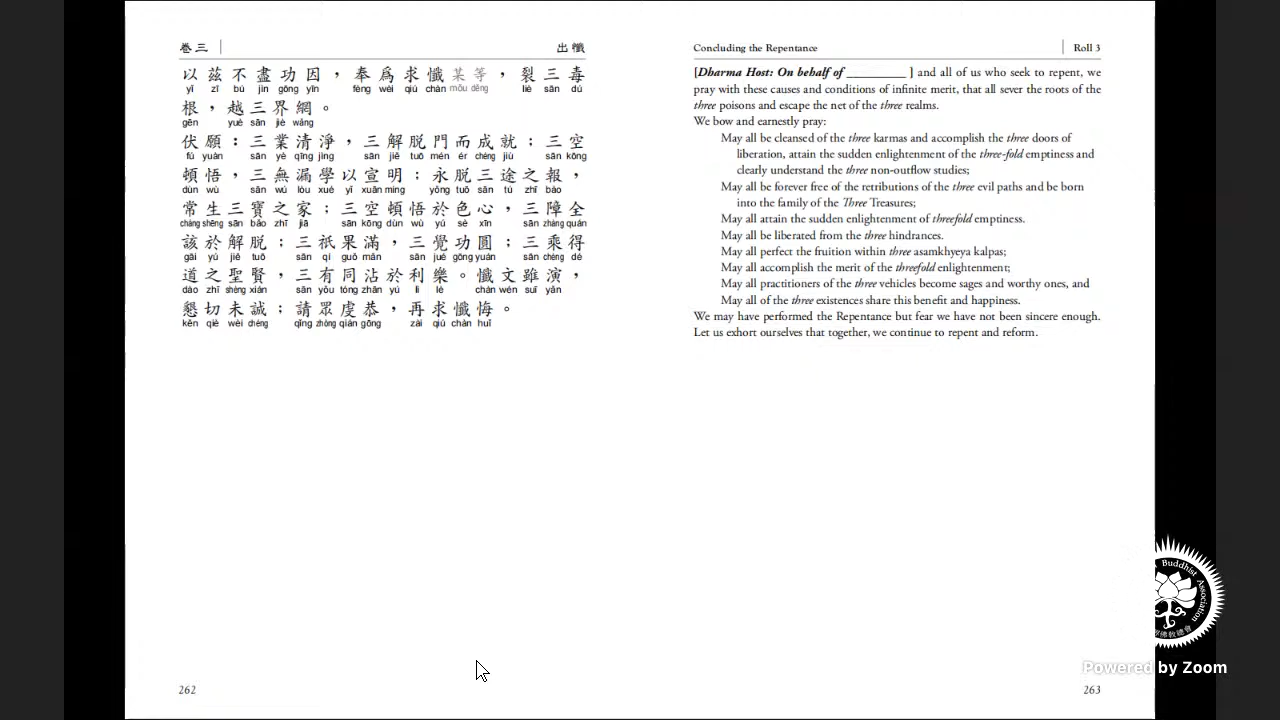 卷三
出懺
以茲不盡功因，奉爲求懺某等，裂三毒
yǐ zī bú jìn gōng yīn fèng wèi qiú chàn mǒu děng liè sān dú
根，越三界網。
gēn yuè sān jiè wǎng
伏願：三業清淨，三解脫門而成就；三空
fú yuàn sān yè qīng jìng sān jiě tuō mén ér chéng jiù sān kōng
頓悟，三無漏學以宣明；永脫三途之報，
dùn wù sān wú lòu xué yǐ xuān míng yǒng tuō sān tú zhī bào
常生三寶之家；三空頓悟於色心，三障全
cháng shēng sān bǎo zhī jiā sān kōng dùn wù yú sè xīn sān zhàng quán
該於解脫；三祇果滿，三覺功圓；三乘得
gāi yú jiě tuō sān qí guǒ mǎn sān jué gōng yuán sān chéng dé
道之聖賢，三有同沾於利樂。懺文雖演，
dào zhī shèng xián sān yǒu tóng zhān yú lì lè chàn wén suī yǎn
懇切未誠；請眾虔恭，再求懺悔。
kěn qiè wèi chéng qǐng zhòng qián gōng zài qiú chàn huǐ
262
Concluding the Repentance
Roll 3
[Dharma Host: On behalf of __________ ] and all of us who seek to repent, we
pray with these causes and conditions of infinite merit, that all sever the roots of the
three poisons and escape the net of the three realms.
We bow and earnestly pray:
May all be cleansed of the three karmas and accomplish the three doors of
liberation, attain the sudden enlightenment of the three-fold emptiness and
clearly understand the three non-outflow studies;
May all be forever free of the retributions of the three evil paths and be born
into the family of the Three Treasures;
May all attain the sudden enlightenment of threefold emptiness.
May all be liberated from the three hindrances.
May all perfect the fruition within three asamkhyeya kalpas;
May all accomplish the merit of the threefold enlightenment;
May all practitioners of the three vehicles become sages and worthy ones, and
May all of the three existences share this benefit and happiness.
We may have performed the Repentance but fear we have not been sincere enough.
Let us exhort ourselves that together, we continue to repent and reform.
263
Buddhist Association
Powered by Zoom